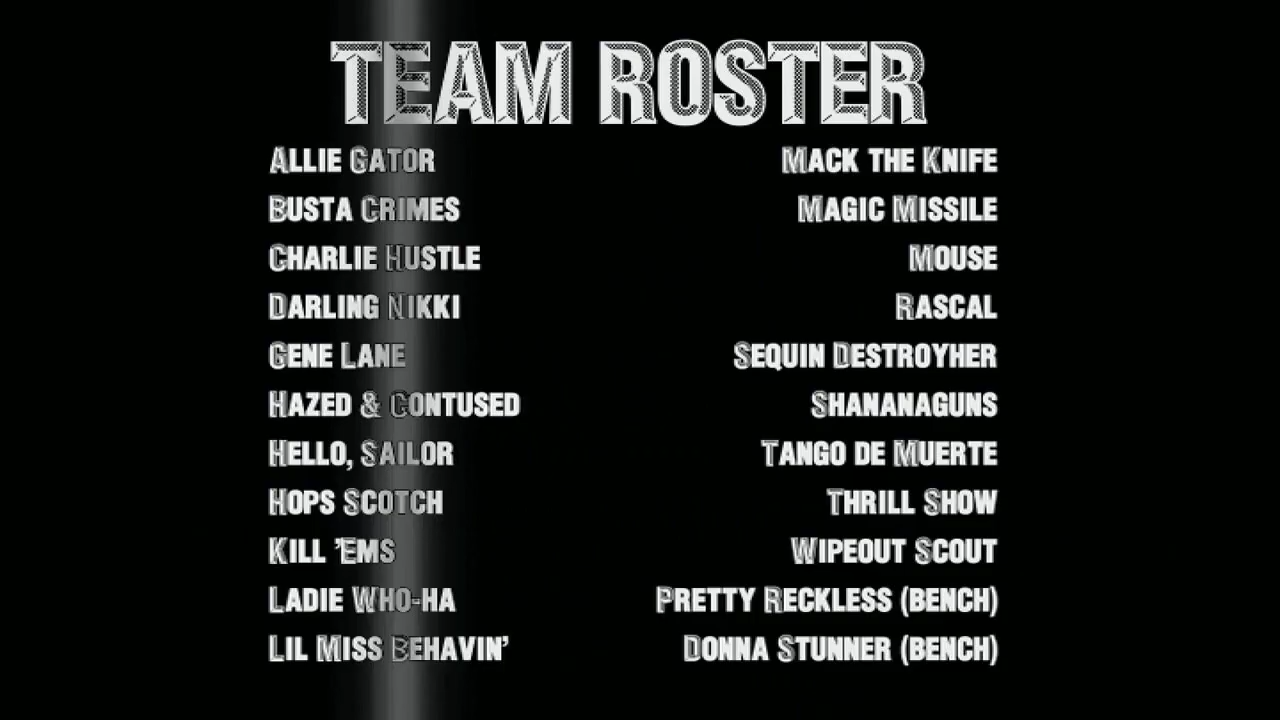 TEAM ROSTER
ALLIE GATOR
BUSTA CRIMES
CHARLIE HUSTLE
DARLING NIKKI
GENE LANE
HAZED & CONTUSED
HELLO, SAILOR
HOPS SCOTCH
KILL 'EMS
LADIE WHO-HA
LIL MISS BEHAVIN'
MACK THE KNIFE
MAGIC MISSILE
MOUSE
RASCAL
SEQUIN DESTROYHER
SHANANAGUNS
TANGO DE MUERTE
THRILL SHOW
WIPEOUT SCOUT
PRETTY RECKLESS (BENCH)
DONNA STUNNER (BENCH)